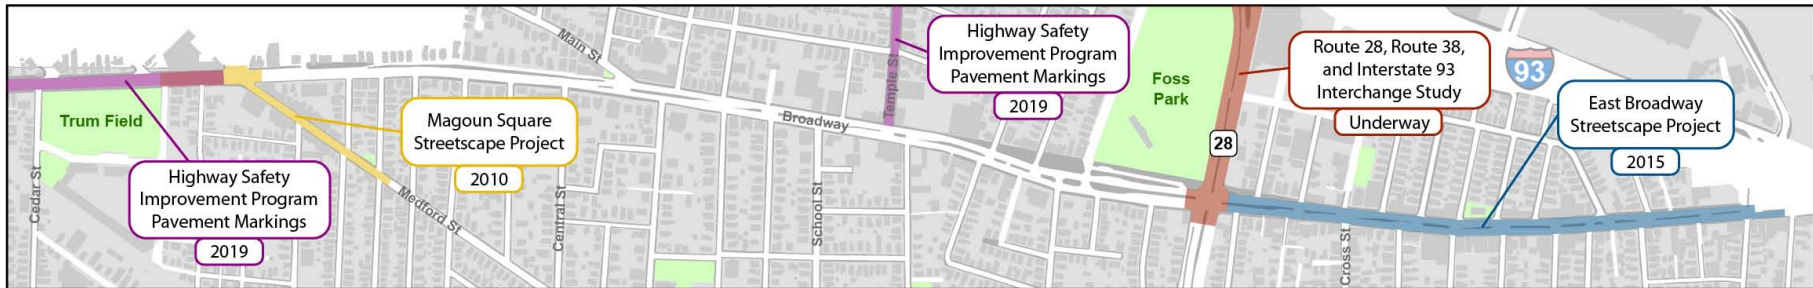 Main St
Highway Safety
Improvement Program
Pavement Markings
2019
Temple St
Foss
Park
Route 28, Route 38,
and Interstate 93
Interchange Study
Underway
93
East Broadway
Streetscape Project
2015
Trum Field
Magoun Square
Streetscape Project
2010
Broadway
28
Cedar St
Highway Safety
Improvement Program
Pavement Markings
2019
Medford St
Central St
School St
Cross St